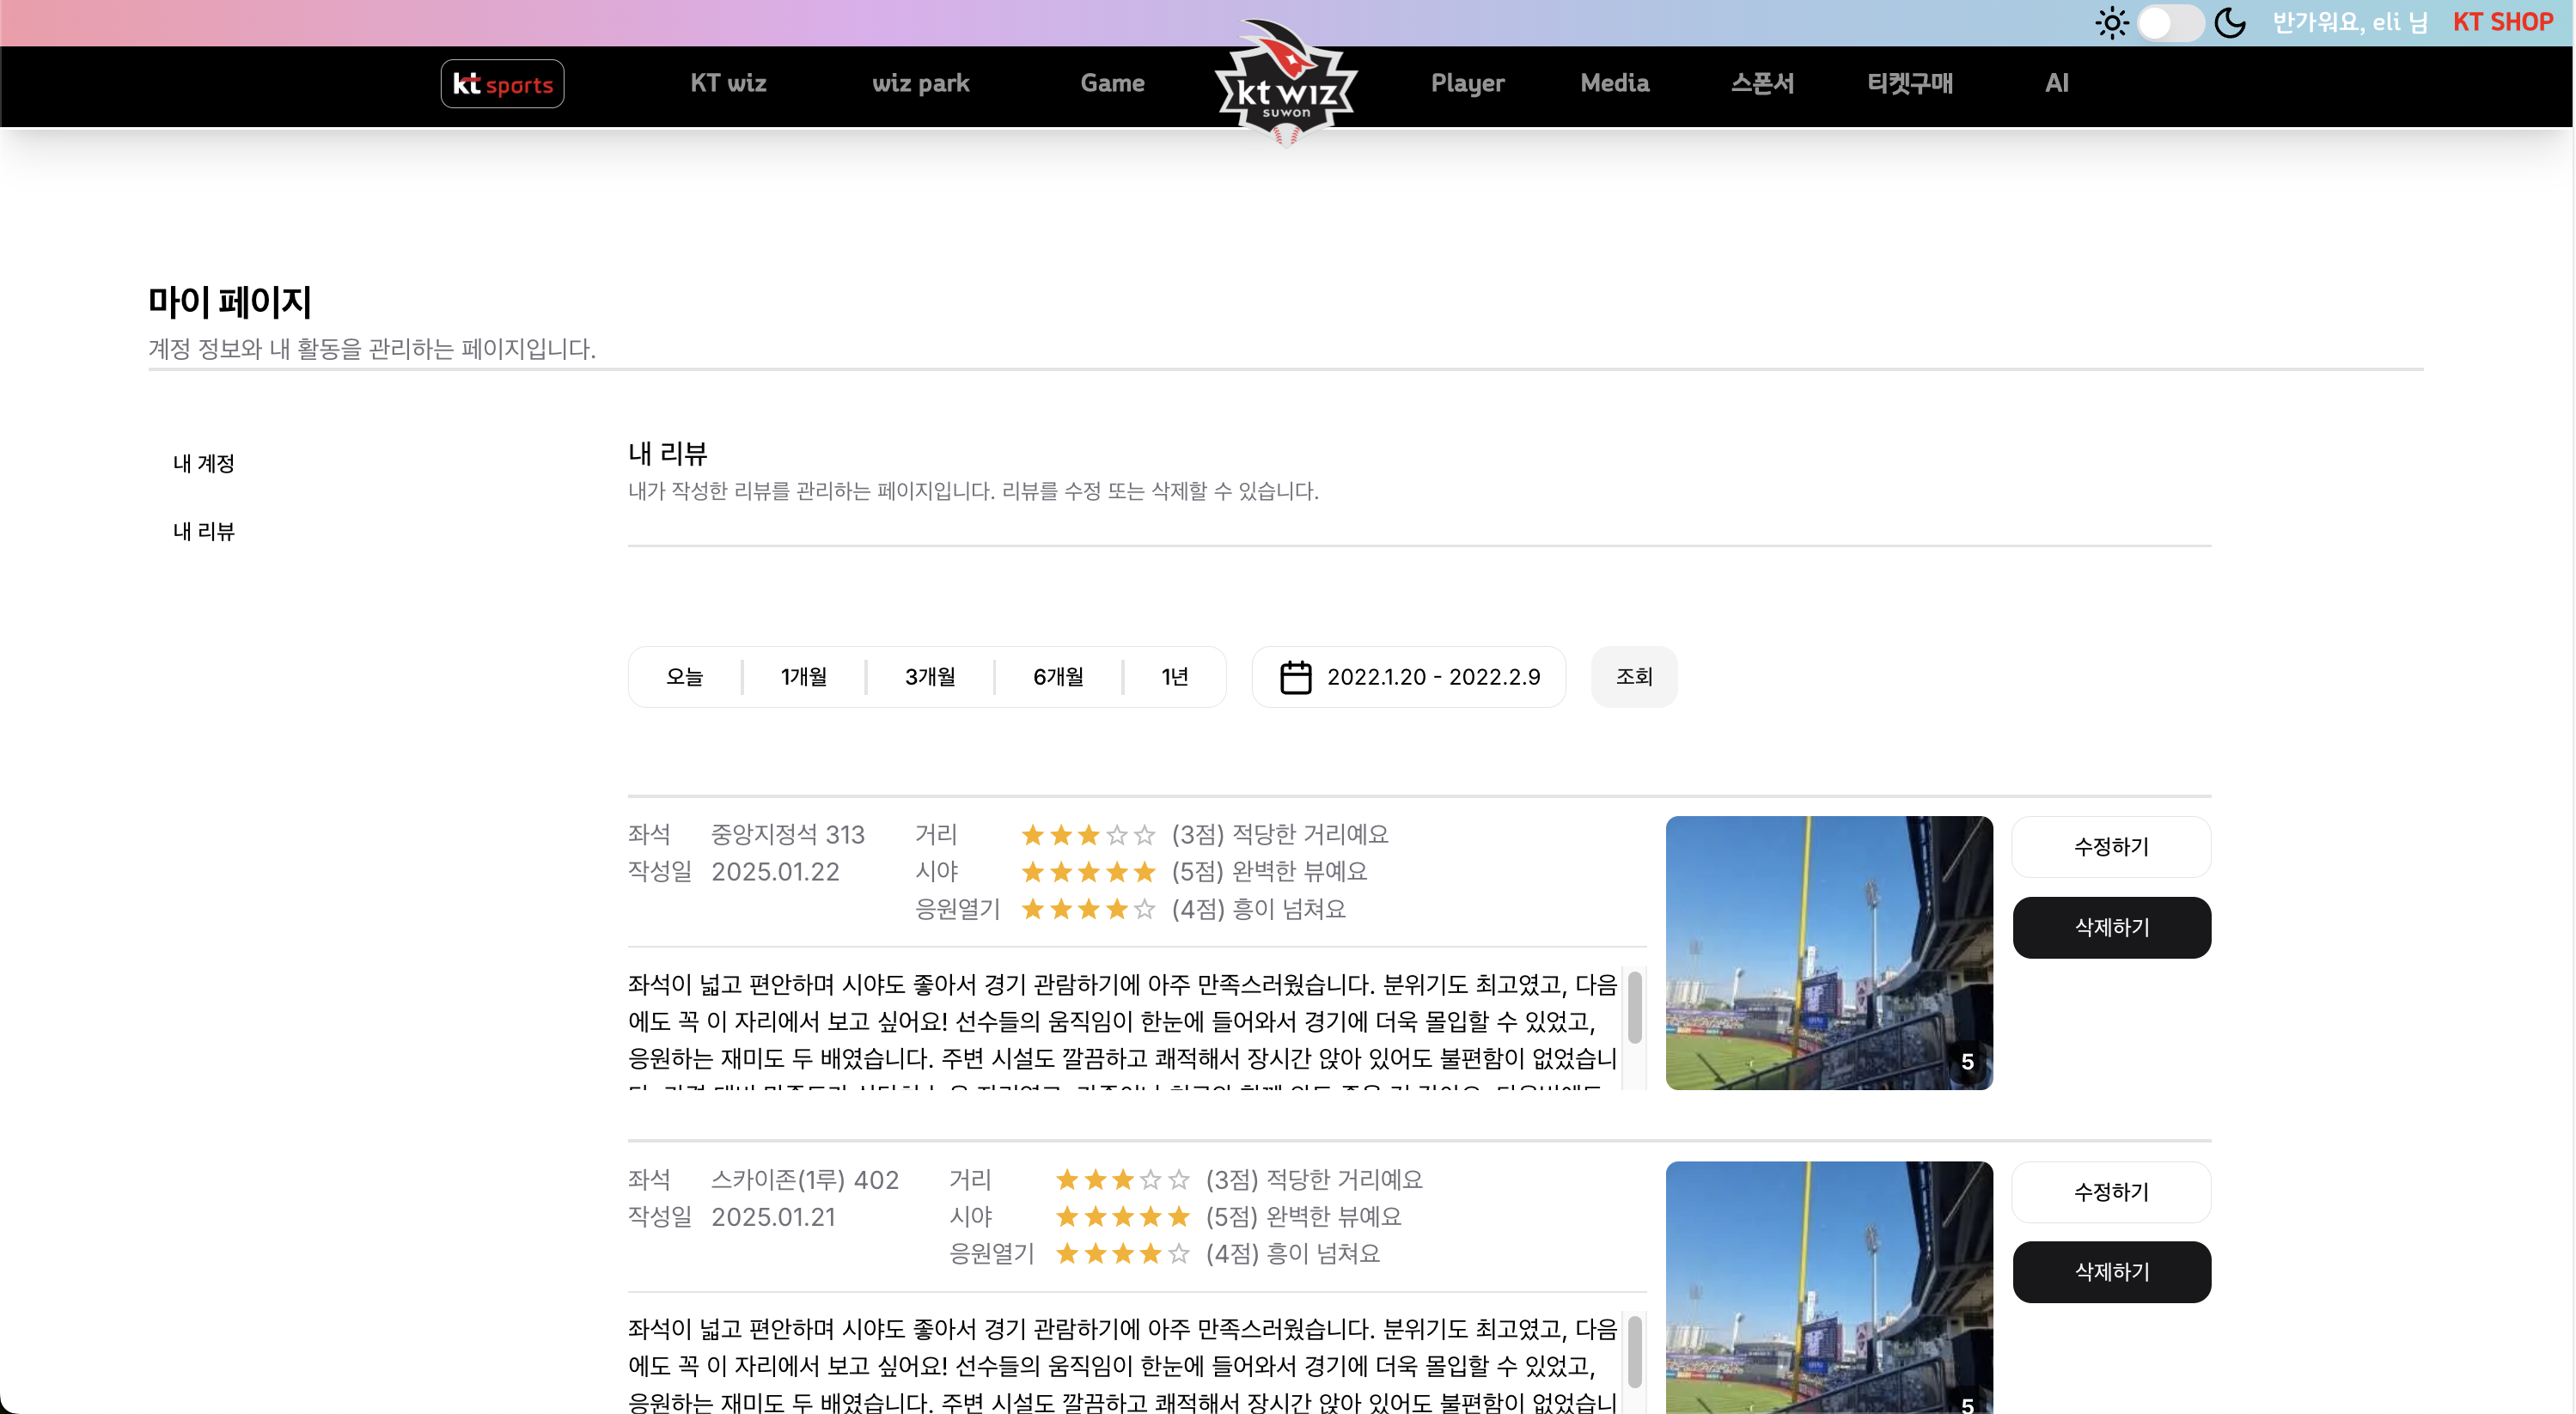 반가워요, eli 님 KT SHOP
kt sports KT wiz wiz park Game kt wiz suwon Player Media 스폰서 티켓구매 AI
마이 페이지
계정 정보와 내 활동을 관리하는 페이지입니다.
내 계정
내 리뷰
내 리뷰
내가 작성한 리뷰를 관리하는 페이지입니다. 리뷰를 수정 또는 삭제할 수 있습니다.
오늘 1개월 3개월 6개월 1년 2022.1.20 - 2022.2.9 조회
좌석 중앙지정석 313 거리 (3점) 적당한 거리예요
작성일 2025.01.22 시야 (5점) 완벽한 뷰예요
응원열기 (4점) 흥이 넘쳐요
수정하기
삭제하기
좌석이 넓고 편안하며 시야도 좋아서 경기 관람하기에 아주 만족스러웠습니다. 분위기도 최고였고, 다음
에도 꼭 이 자리에서 보고 싶어요! 선수들의 움직임이 한눈에 들어와서 경기에 더욱 몰입할 수 있었고,
응원하는 재미도 두 배였습니다. 주변 시설도 깔끔하고 쾌적해서 장시간 앉아 있어도 불편함이 없었습니
5
좌석 스카이존(1루) 402 거리 (3점) 적당한 거리예요
작성일 2025.01.21 시야 (5점) 완벽한 뷰예요
응원열기 (4점) 흥이 넘쳐요
수정하기
삭제하기
좌석이 넓고 편안하며 시야도 좋아서 경기 관람하기에 아주 만족스러웠습니다. 분위기도 최고였고, 다음
에도 꼭 이 자리에서 보고 싶어요! 선수들의 움직임이 한눈에 들어와서 경기에 더욱 몰입할 수 있었고,
응원하는 재미도 두 배였습니다. 주변 시설도 깔끔하고 쾌적해서 장시간 앉아 있어도 불편함이 없었습니
5